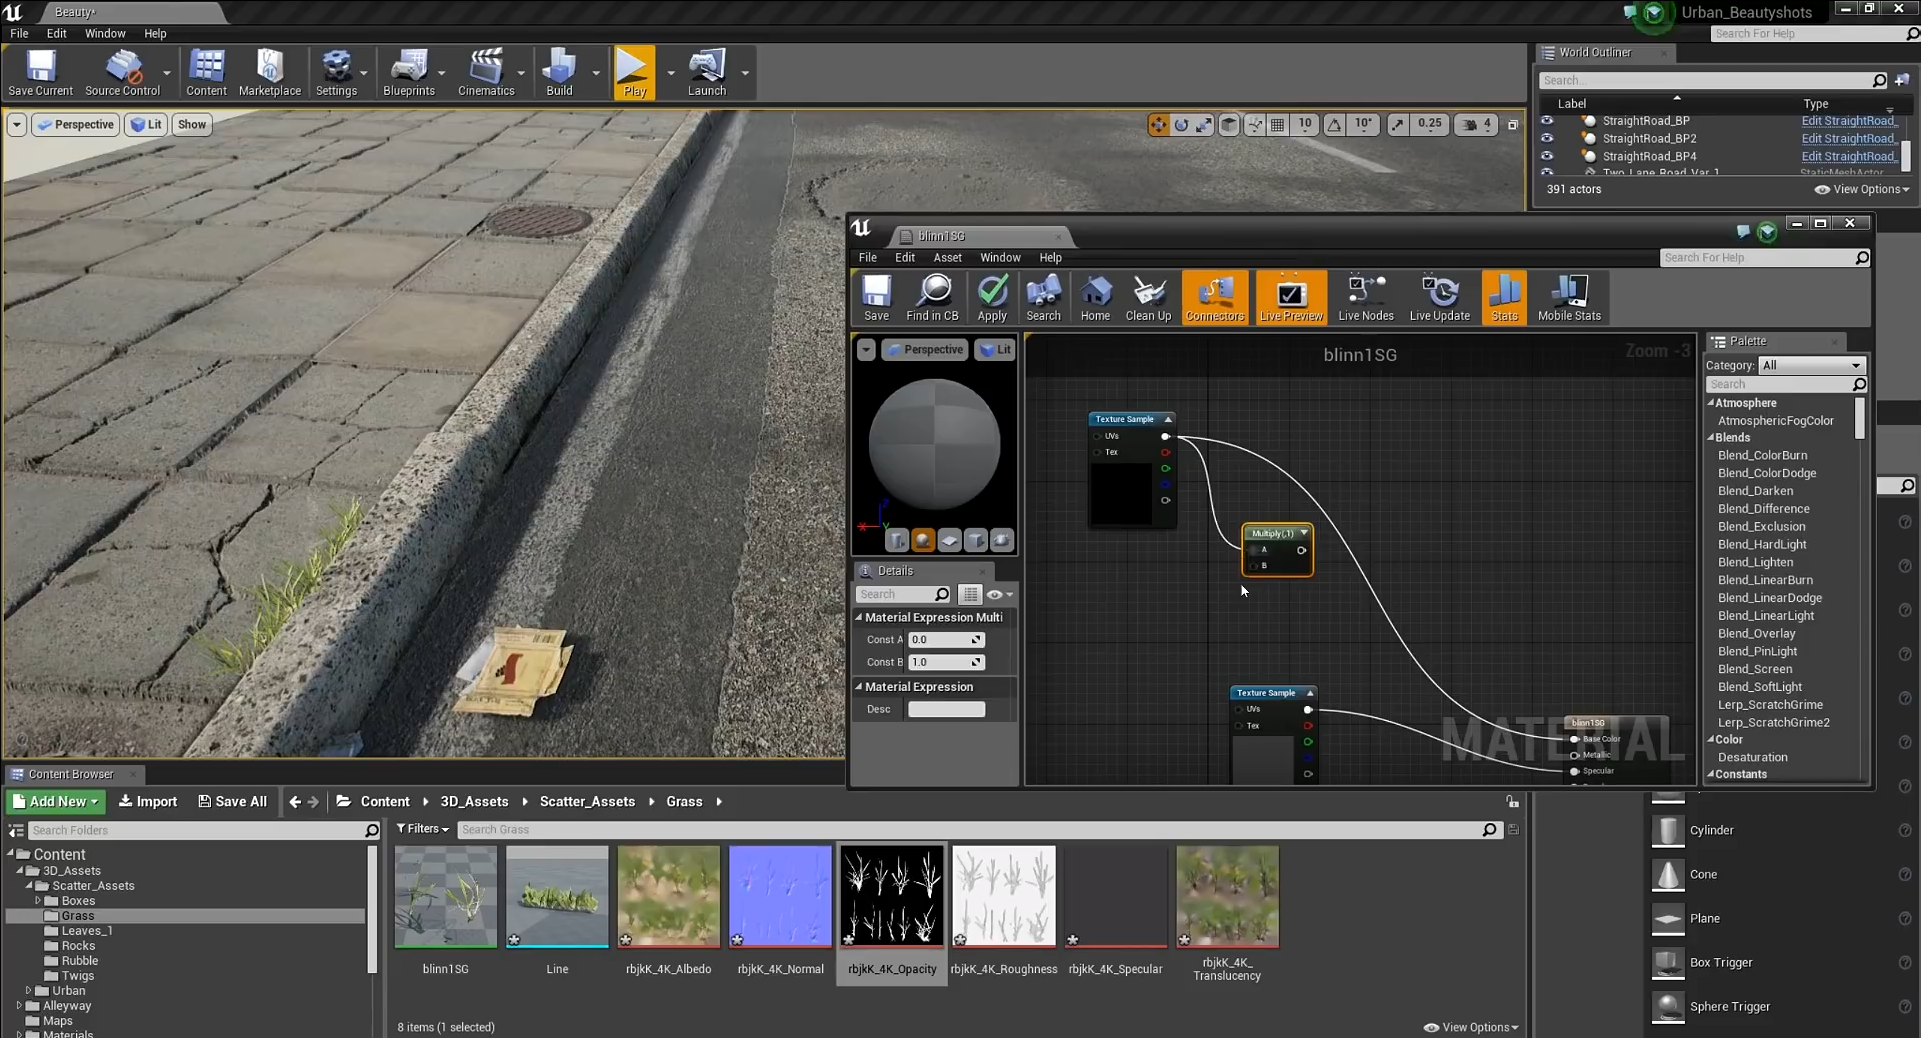 Beauty*
Urban_Beautyshots
File Edit Window Help
Search For Help
Save Current Source Control Content Marketplace Settings Blueprints Cinematics Build Play Launch
World Outliner
Search...
Label Type
StraightRoad_BP Edit StraightRoad_
StraightRoad_BP2 Edit StraightRoad_
StraightRoad_BP4 Edit StraightRoad_
Two_Lane_Road_Var_1 StaticMeshActor
391 actors View Options
Perspective Lit Show
10 10° 0.25 4
blinn1SG
File Edit Asset Window Help
Search For Help
Save Find in CB Apply Search Home Clean Up Connectors Live Preview Live Nodes Live Update Stats Mobile Stats
Perspective Lit
blinn1SG
Zoom -3
Texture Sample
UVs
Tex
Multiply(,1)
A
B
Texture Sample
UVs
Tex
MATERIAL
blinn1SG
Base Color
Metallic
Specular
Details
Search
Material Expression Multi
Const A 0.0
Const B 1.0
Material Expression
Desc
Palette
Category: All
Search
Atmosphere
AtmosphericFogColor
Blends
Blend_ColorBurn
Blend_ColorDodge
Blend_Darken
Blend_Difference
Blend_Exclusion
Blend_HardLight
Blend_Lighten
Blend_LinearBurn
Blend_LinearDodge
Blend_LinearLight
Blend_Overlay
Blend_PinLight
Blend_Screen
Blend_SoftLight
Lerp_ScratchGrime
Lerp_ScratchGrime2
Color
Desaturation
Constants
Content Browser
Add New Import Save All Content 3D_Assets Scatter_Assets Grass
Search Folders
Filters Search Grass
Content
3D_Assets
Scatter_Assets
Boxes
Grass
Leaves_1
Rocks
Rubble
Twigs
Urban
Alleyway
Maps
Materials
blinn1SG
Line
rbjkK_4K_Albedo
rbjkK_4K_Normal
rbjkK_4K_Opacity
rbjkK_4K_Roughness
rbjkK_4K_Specular
rbjkK_4K_
Translucency
8 items (1 selected)
View Options
Cylinder
Cone
Plane
Box Trigger
Sphere Trigger